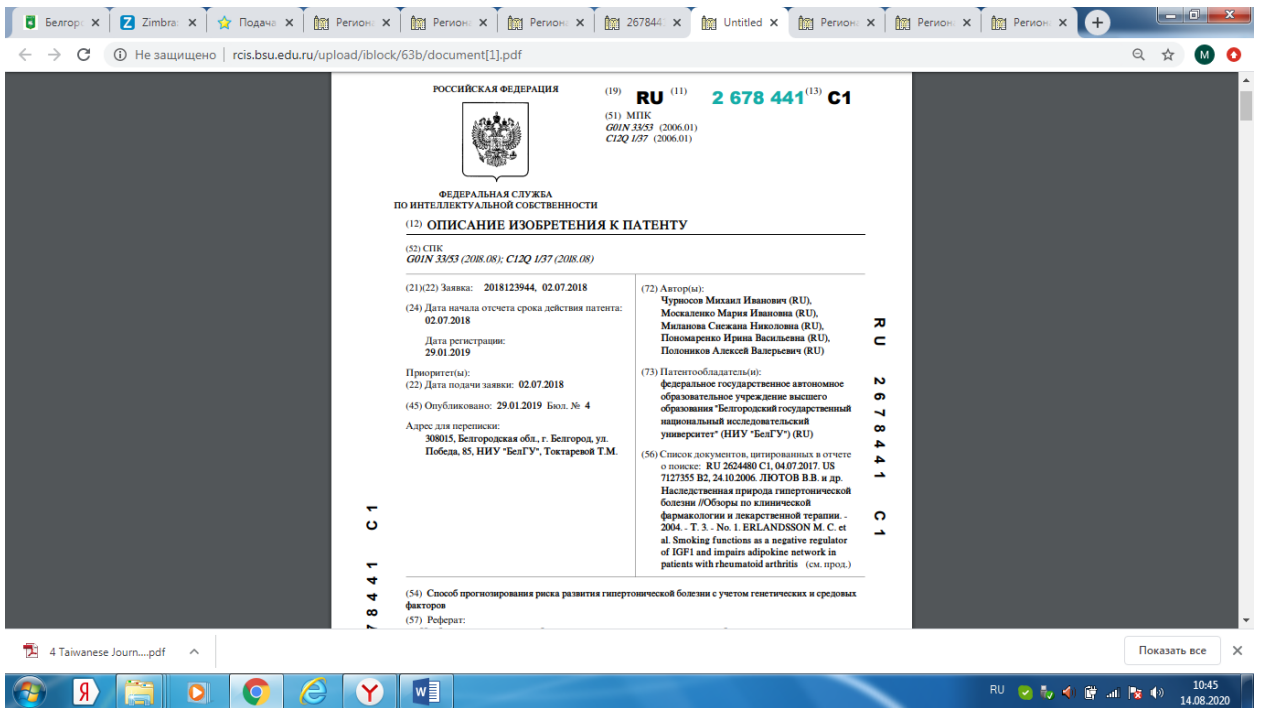 Белгор
Zimbra:
Подача
Регион
Регион
Регион
267844
Untitled
Регион
Регион
Регион
Не защищено | rcis.bsu.edu.ru/upload/iblock/63b/document[1].pdf
М
РОССИЙСКАЯ ФЕДЕРАЦИЯ
(19) RU (11) 2 678 441 (13) C1
(51) МПК
G01N 33/53 (2006.01)
C12Q 1/37 (2006.01)
ФЕДЕРАЛЬНАЯ СЛУЖБА
ПО ИНТЕЛЛЕКТУАЛЬНОЙ СОБСТВЕННОСТИ
(12) ОПИСАНИЕ ИЗОБРЕТЕНИЯ К ПАТЕНТУ
(52) СПК
G01N 33/53 (2018.08); C12Q 1/37 (2018.08)
(21)(22) Заявка: 2018123944, 02.07.2018
(24) Дата начала отсчета срока действия патента:
02.07.2018
Дата регистрации:
29.01.2019
Приоритет(ы):
(22) Дата подачи заявки: 02.07.2018
(45) Опубликовано: 29.01.2019 Бюл. № 4
Адрес для переписки:
308015, Белгородская обл., г. Белгород, ул.
Победа, 85, НИУ "БелГУ", Токтаревой Т.М.
(72) Автор(ы):
Чурносов Михаил Иванович (RU),
Москаленко Мария Ивановна (RU),
Миланова Снежана Николовна (RU),
Пономаренко Ирина Васильевна (RU),
Полоников Алексей Валерьевич (RU)
(73) Патентообладатель(и):
федеральное государственное автономное
образовательное учреждение высшего
образования "Белгородский государственный
национальный исследовательский
университет" (НИУ "БелГУ") (RU)
(56) Список документов, цитированных в отчете
о поиске: RU 2624480 C1, 04.07.2017. US
7127355 B2, 24.10.2006. ЛЮТОВ В.В. и др.
Наследственная природа гипертонической
болезни //Обзоры по клинической
фармакологии и лекарственной терапии. -
2004. - Т. 3. - No. 1. ERLANDSSON M. C. et
al. Smoking functions as a negative regulator
of IGF1 and impairs adipokine network in
patients with rheumatoid arthritis (см. прод.)
RU 2678441 C1
78441 C1
(54) Способ прогнозирования риска развития гипертонической болезни с учетом генетических и средовых
факторов
(57) Реферат:
4 Taiwanese Journ....pdf
Показать все
RU
10:45
14.08.2020